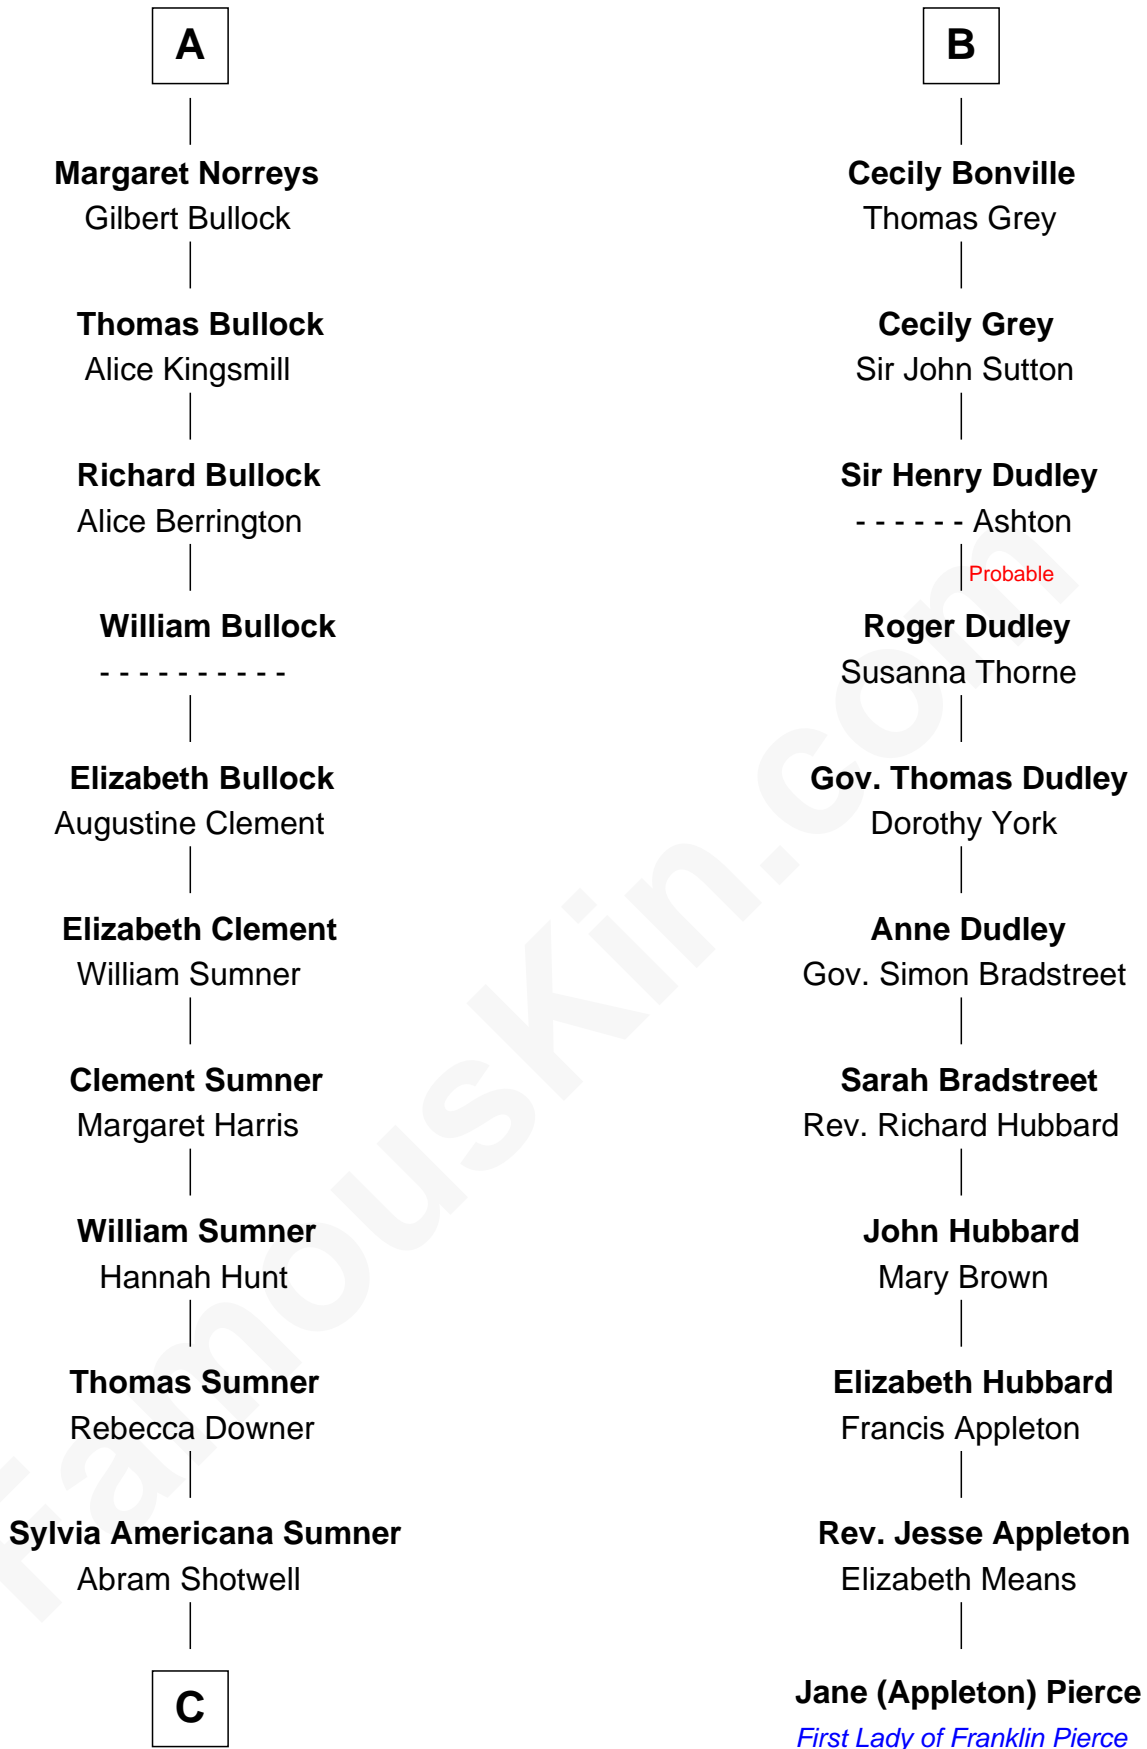 A
Margaret Norreys
Gilbert Bullock
Thomas Bullock
Alice Kingsmill
Richard Bullock
Alice Berrington
William Bullock
- - - - - - - - - -
Elizabeth Bullock
Augustine Clement
Elizabeth Clement
William Sumner
Clement Sumner
Margaret Harris
William Sumner
Hannah Hunt
Thomas Sumner
Rebecca Downer
Sylvia Americana Sumner
Abram Shotwell
C
B
Cecily Bonville
Thomas Grey
Cecily Grey
Sir John Sutton
Sir Henry Dudley
- - - - - - Ashton
Probable
Roger Dudley
Susanna Thorne
Gov. Thomas Dudley
Dorothy York
Anne Dudley
Gov. Simon Bradstreet
Sarah Bradstreet
Rev. Richard Hubbard
John Hubbard
Mary Brown
Elizabeth Hubbard
Francis Appleton
Rev. Jesse Appleton
Elizabeth Means
Jane (Appleton) Pierce
First Lady of Franklin Pierce
FamousKin.com